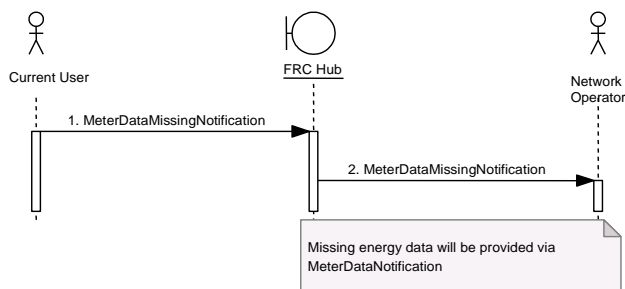 Current User
FRC Hub
Network
Operator
1. MeterDataMissingNotification
2. MeterDataMissingNotification
Missing energy data will be provided via
MeterDataNotification